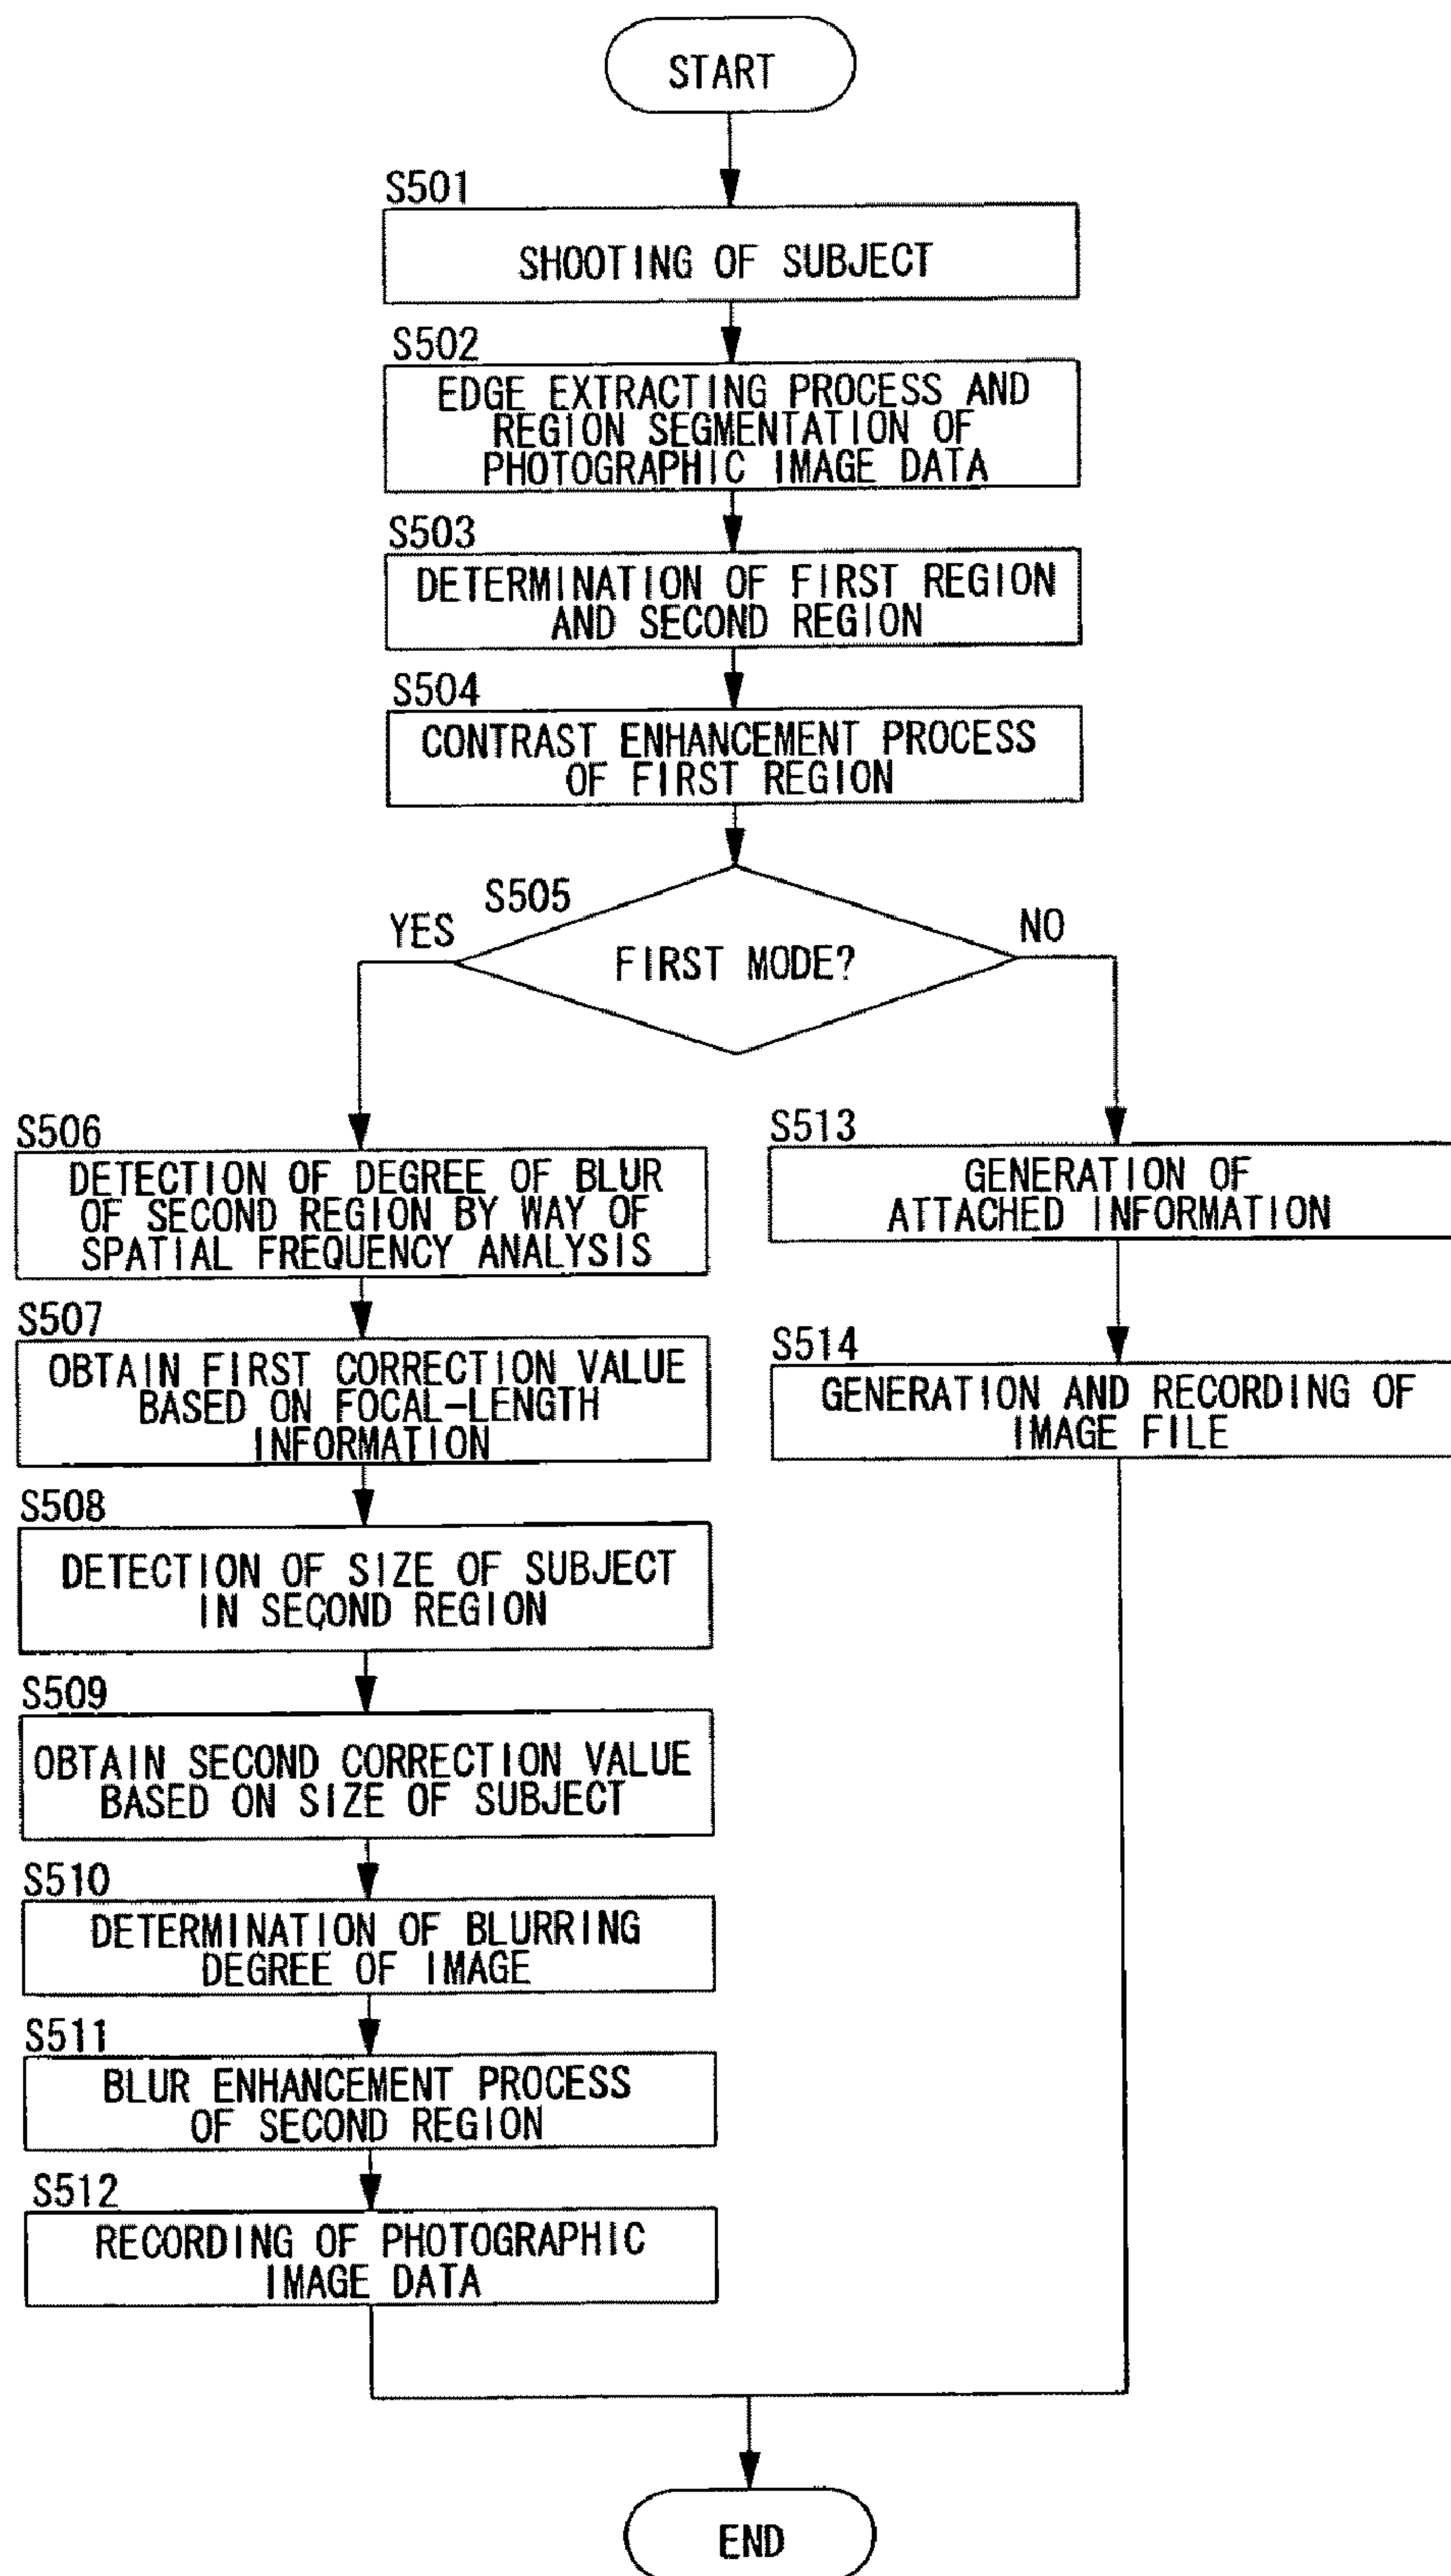 START
S501
SHOOTING OF SUBJECT
S502
EDGE EXTRACTING PROCESS AND
REGION SEGMENTATION OF
PHOTOGRAPHIC IMAGE DATA
S503
DETERMINATION OF FIRST REGION
AND SECOND REGION
S504
CONTRAST ENHANCEMENT PROCESS
OF FIRST REGION
S505
FIRST MODE?
YES
NO
S506
DETECTION OF DEGREE OF BLUR
OF SECOND REGION BY WAY OF
SPATIAL FREQUENCY ANALYSIS
S507
OBTAIN FIRST CORRECTION VALUE
BASED ON FOCAL-LENGTH
INFORMATION
S508
DETECTION OF SIZE OF SUBJECT
IN SECOND REGION
S509
OBTAIN SECOND CORRECTION VALUE
BASED ON SIZE OF SUBJECT
S510
DETERMINATION OF BLURRING
DEGREE OF IMAGE
S511
BLUR ENHANCEMENT PROCESS
OF SECOND REGION
S512
RECORDING OF PHOTOGRAPHIC
IMAGE DATA
S513
GENERATION OF
ATTACHED INFORMATION
S514
GENERATION AND RECORDING OF
IMAGE FILE
END